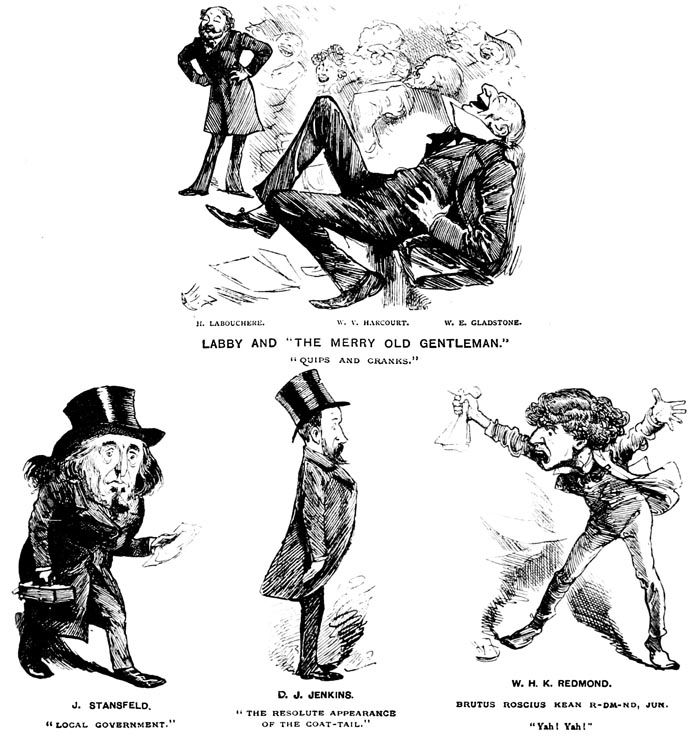 H. LABOUCHERE. W. V. HARCOURT. W. E. GLADSTONE.
LABBY AND "THE MERRY OLD GENTLEMAN."
"QUIPS AND CRANKS."
J. STANSFELD.
"LOCAL GOVERNMENT."
D. J. JENKINS.
"THE RESOLUTE APPEARANCE
OF THE COAT-TAIL."
W. H. K. REDMOND.
BRUTUS ROSCIUS KEAN R-DM-ND, JUN.
"Yah! Yah!"